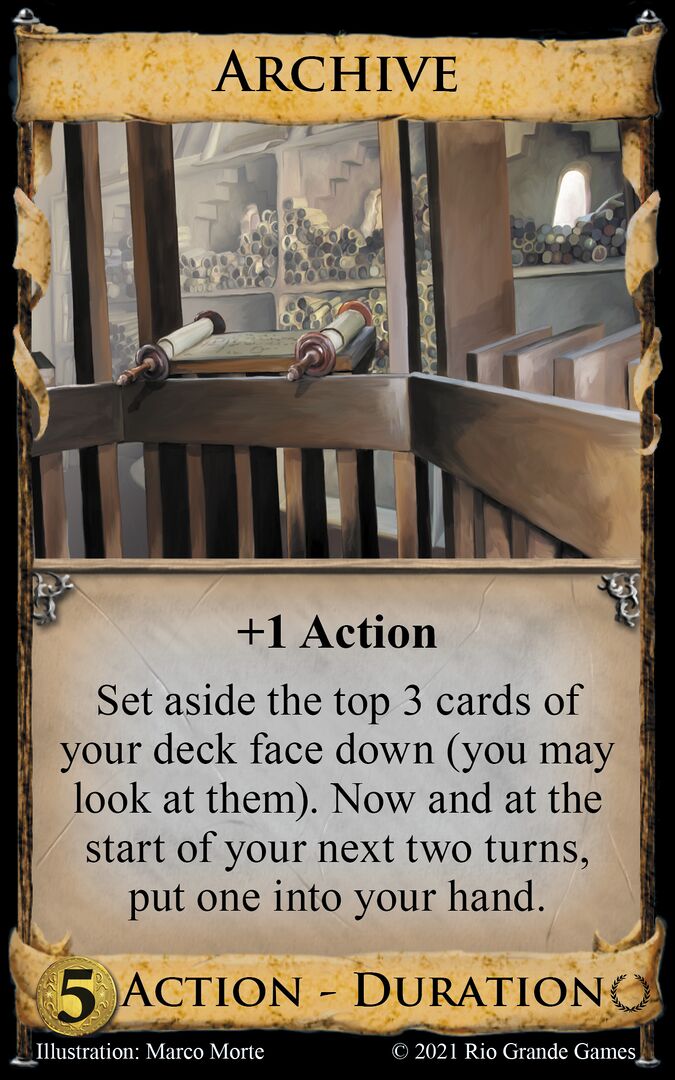 ARCHIVE
+1 Action
Set aside the top 3 cards of
your deck face down (you may
look at them). Now and at the
start of your next two turns,
put one into your hand.
5 ACTION - DURATION
Illustration: Marco Morte © 2021 Rio Grande Games